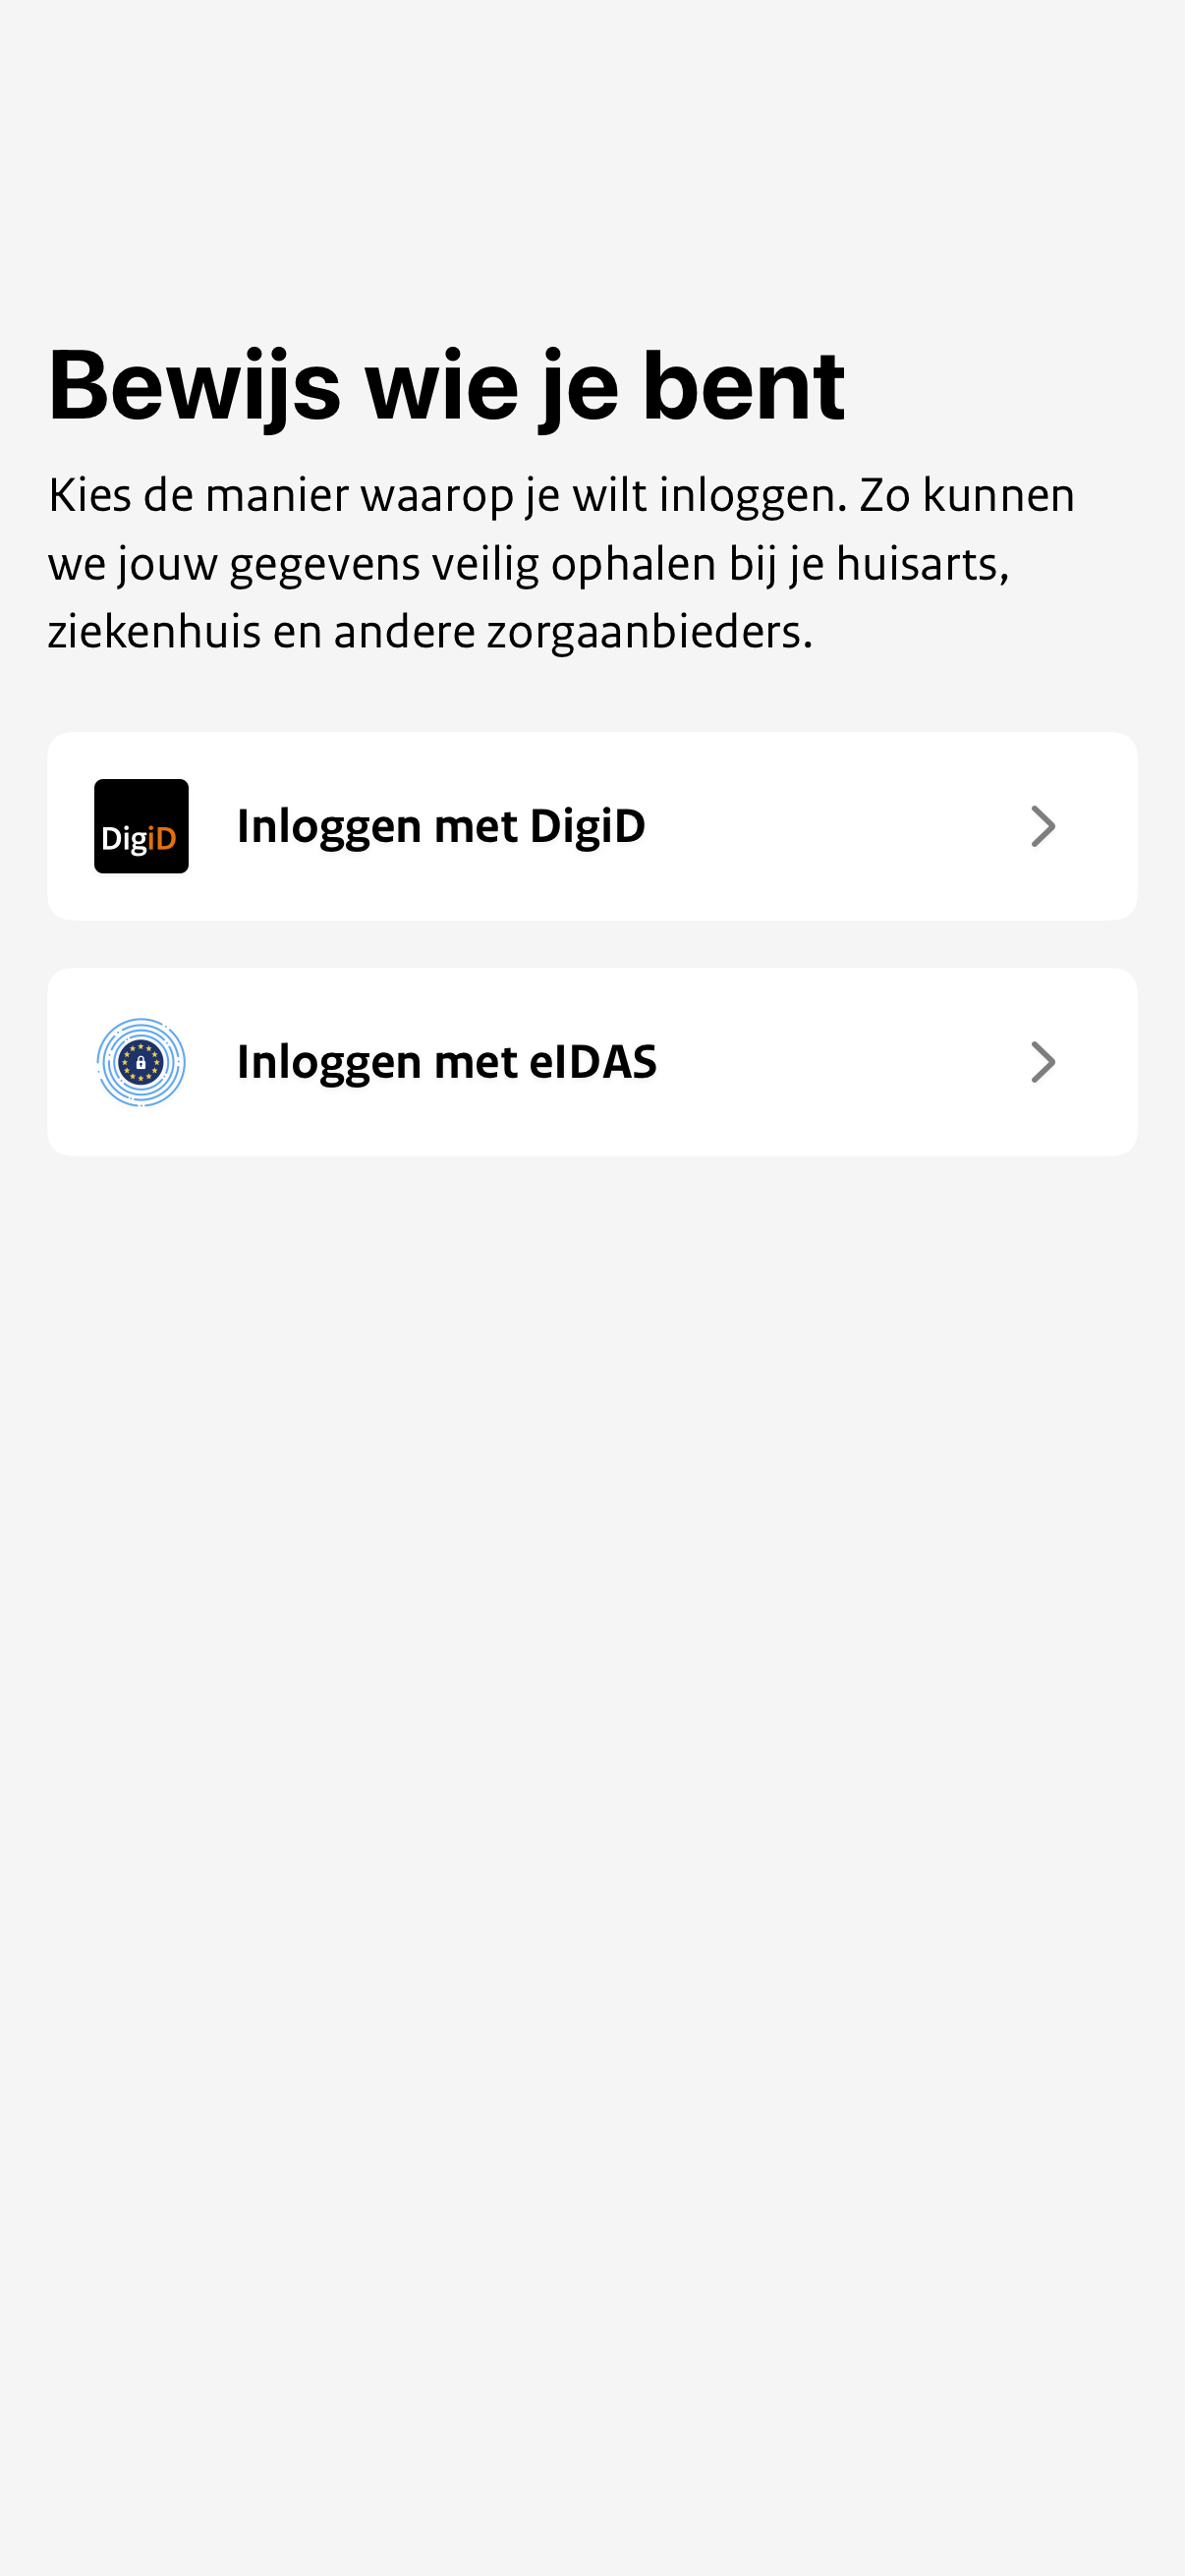 Bewijs wie je bent
Kies de manier waarop je wilt inloggen. Zo kunnen
we jouw gegevens veilig ophalen bij je huisarts,
ziekenhuis en andere zorgaanbieders.
DigiD
Inloggen met DigiD
Inloggen met eIDAS